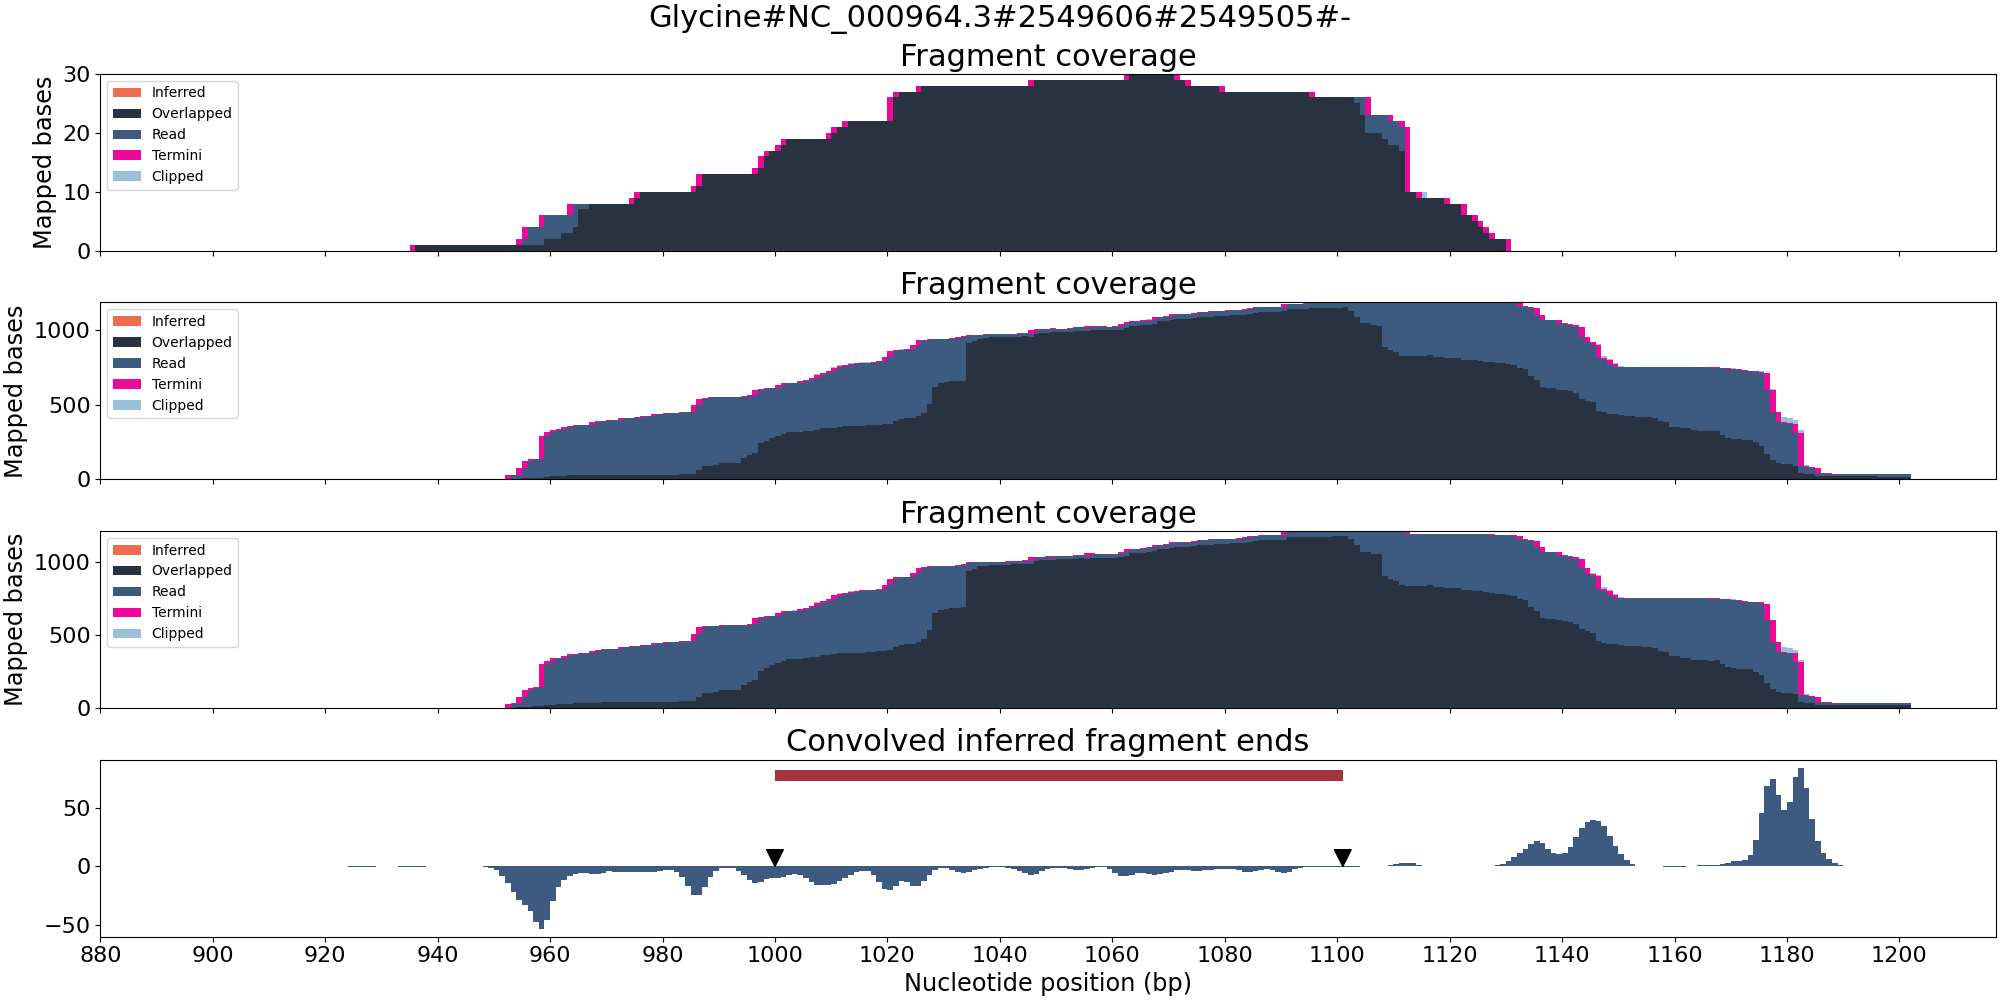 Glycine#NC_000964.3#2549606#2549505#-
Fragment coverage
Mapped bases
30
20
10
0
Inferred
Overlapped
Read
Termini
Clipped
Fragment coverage
Mapped bases
1000
500
0
Inferred
Overlapped
Read
Termini
Clipped
Fragment coverage
Mapped bases
1000
500
0
Inferred
Overlapped
Read
Termini
Clipped
Convolved inferred fragment ends
50
0
−50
880 900 920 940 960 980 1000 1020 1040 1060 1080 1100 1120 1140 1160 1180 1200
Nucleotide position (bp)